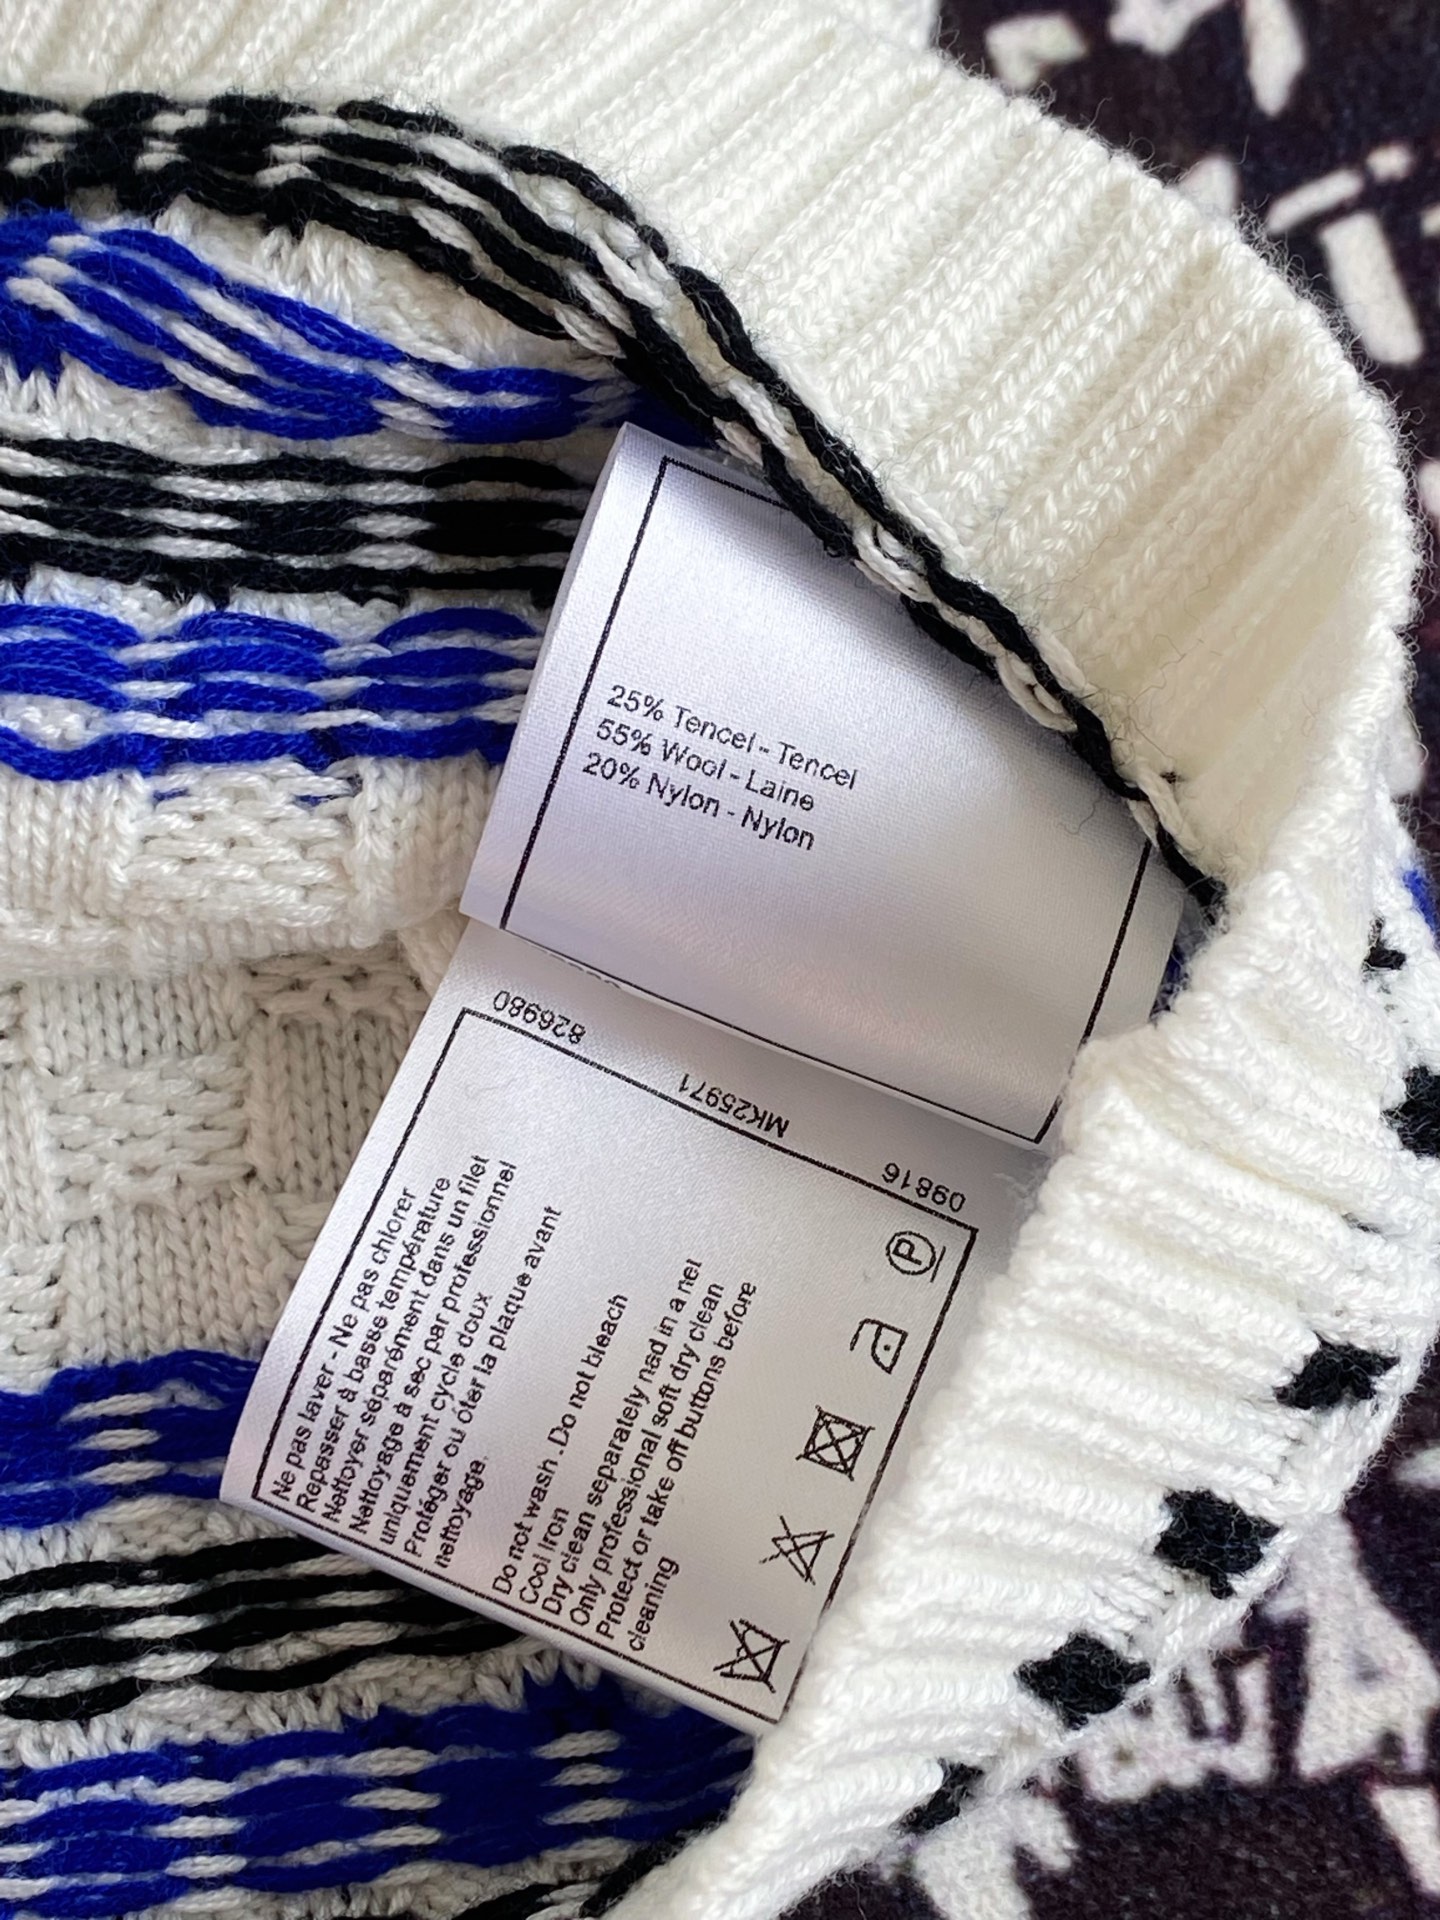 25% Tencel - Tencel
55% Wool - Laine
20% Nylon - Nylon
826980
MK25971
09816
Ne pas laver - Ne pas chlorer
Repasser à basse température
Nettoyer séparément dans un filet
Nettoyage à sec par professionnel
uniquement cycle doux
Protéger ou ôter la plaque avant
nettoyage.
Do not wash . Do not bleach
Cool Iron
Dry clean separately nad in a net
Only professional soft dry clean
Protect or take off buttons before
cleaning
P